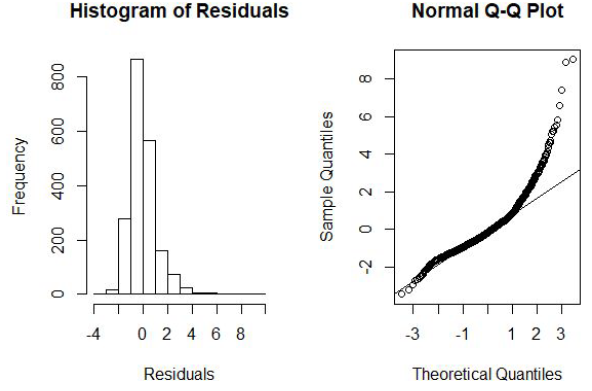 Histogram of Residuals
Frequency
0 200 400 600 800
-4 0 2 4 6 8
Residuals
Normal Q-Q Plot
Sample Quantiles
-2 0 2 4 6 8
-3 -1 1 2 3
Theoretical Quantiles